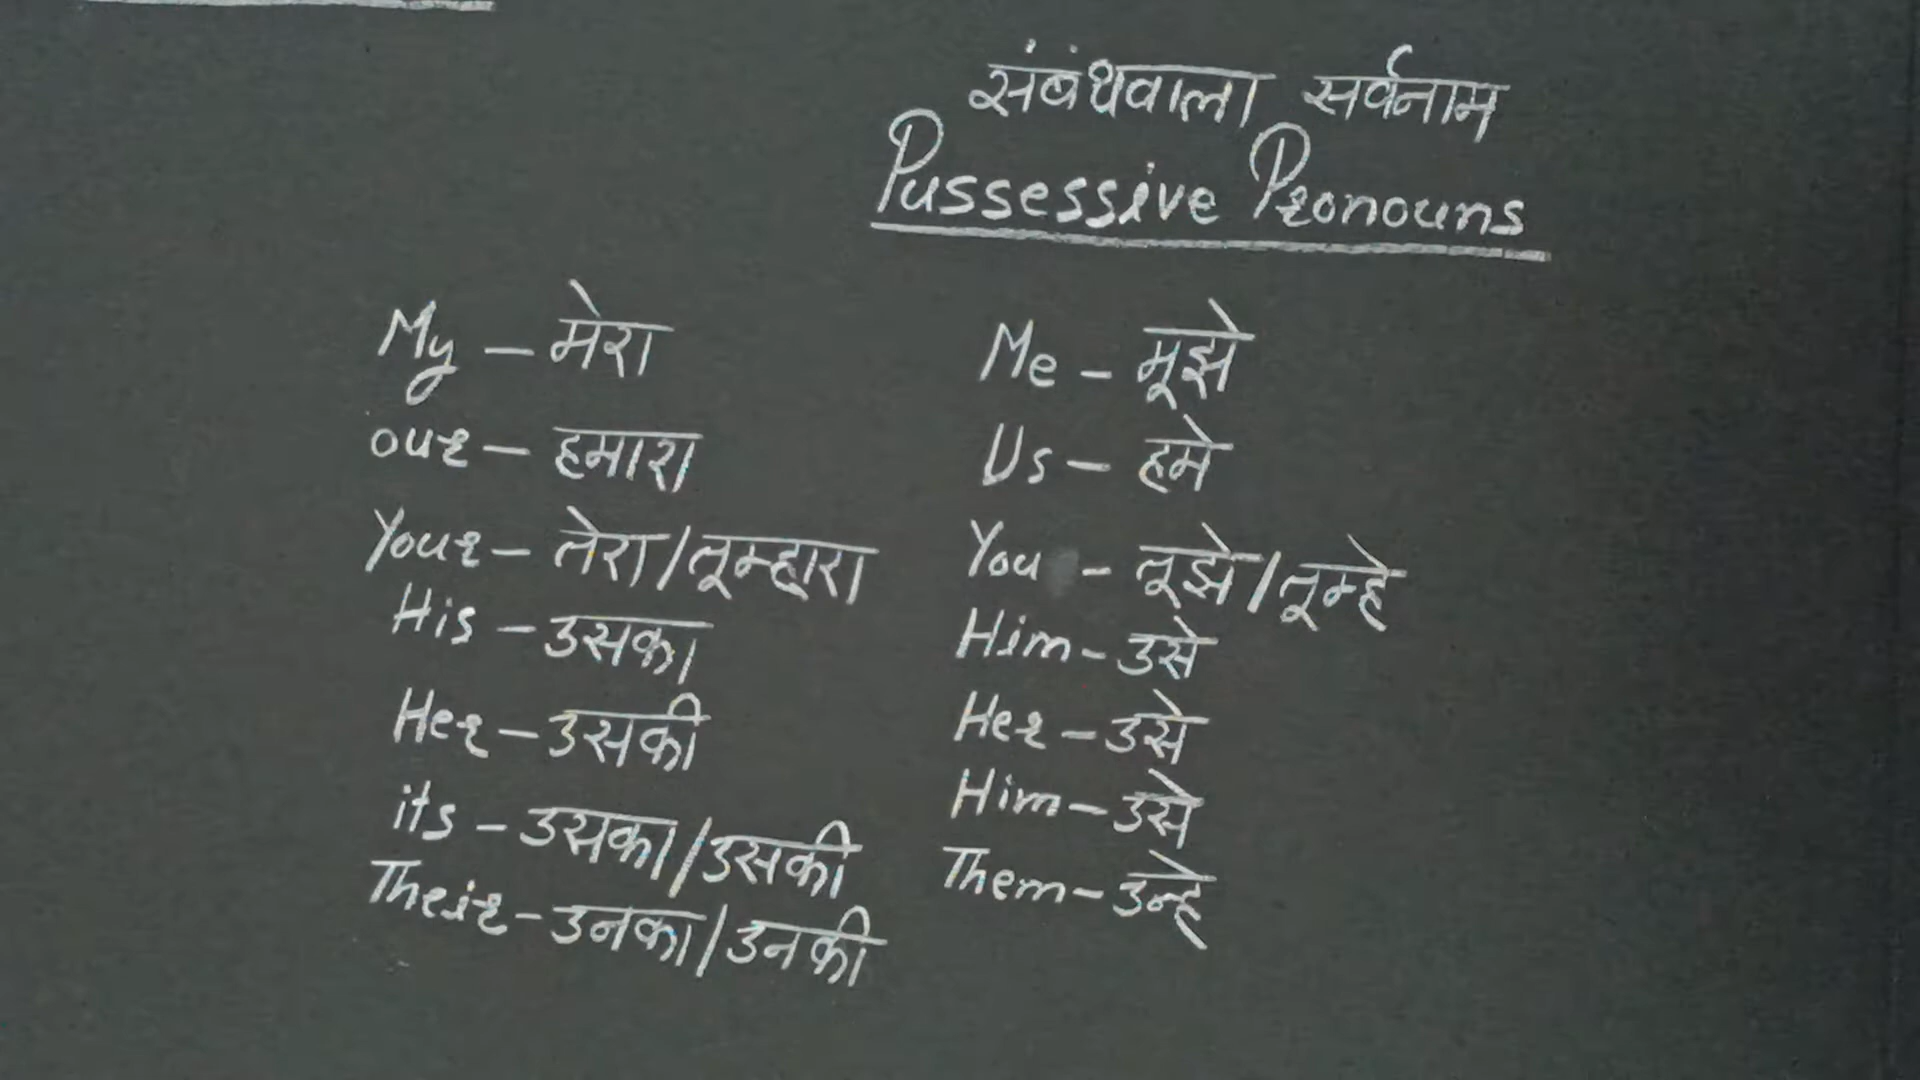 संबंधवाला सर्वनाम
Pussessive Pronouns
My – मेरा
our – हमारा
Your – तेरा/तूम्हारा
His – उसका
Her – उसकी
its – उसका/उसकी
Their – उनका/उनकी
Me – मूझे
Us – हमे
You – तूझे/तूम्हे
Him – उसे
Her – उसे
Him – उसे
Them – उन्हे